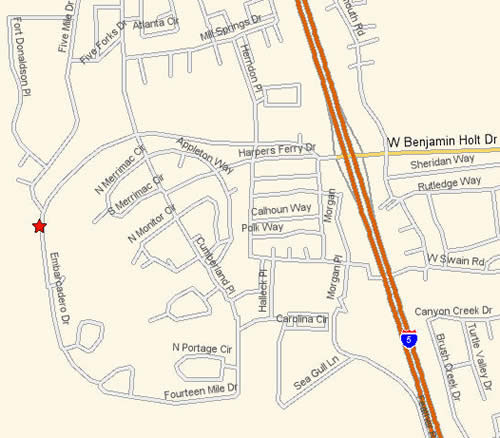 Fort Donaldson Pl
Five Mile Dr
Five Forks Dr
Atlanta Cir
Mill Springs Dr
Herndon Pl
mouth Rd
W Benjamin Holt Dr
Harpers Ferry Dr
Appleton Way
N Merrimac Cir
S Merrimac Cir
N Monitor Cir
Sheridan Way
Rutledge Way
Morgan
Calhoun Way
Polk Way
Cumberland Pl
Halleck Pl
Morgan Pl
W Swain Rd
Embarcadero Dr
Carolina Cir
Canyon Creek Dr
5
Turtle Valley Dr
Brush Creek Dr
N Portage Cir
Sea Gull Ln
Fourteen Mile Dr